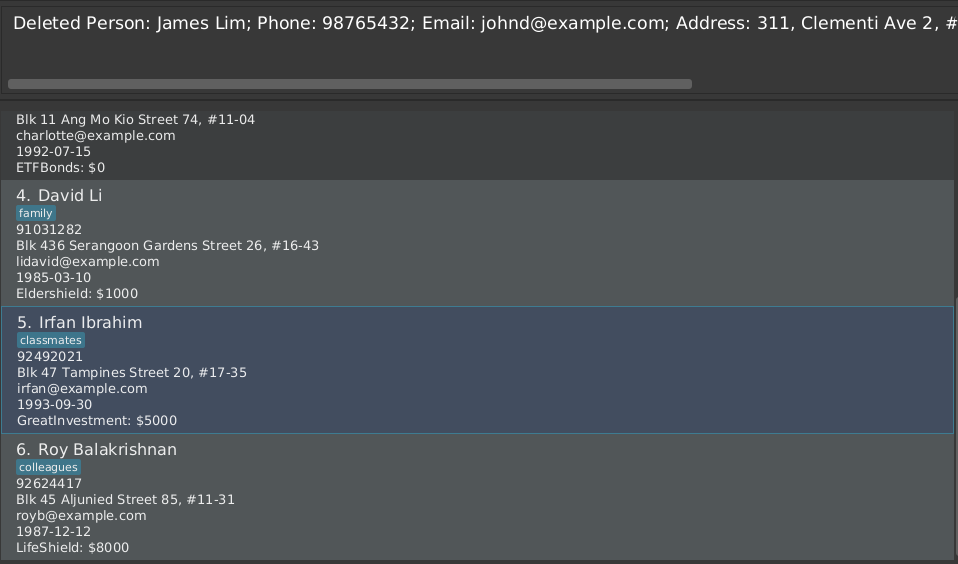 Deleted Person: James Lim; Phone: 98765432; Email: johnd@example.com; Address: 311, Clementi Ave 2, #
Blk 11 Ang Mo Kio Street 74, #11-04
charlotte@example.com
1992-07-15
ETFBonds: $0
4. David Li
family
91031282
Blk 436 Serangoon Gardens Street 26, #16-43
lidavid@example.com
1985-03-10
Eldershield: $1000
5. Irfan Ibrahim
classmates
92492021
Blk 47 Tampines Street 20, #17-35
irfan@example.com
1993-09-30
GreatInvestment: $5000
6. Roy Balakrishnan
colleagues
92624417
Blk 45 Aljunied Street 85, #11-31
royb@example.com
1987-12-12
LifeShield: $8000